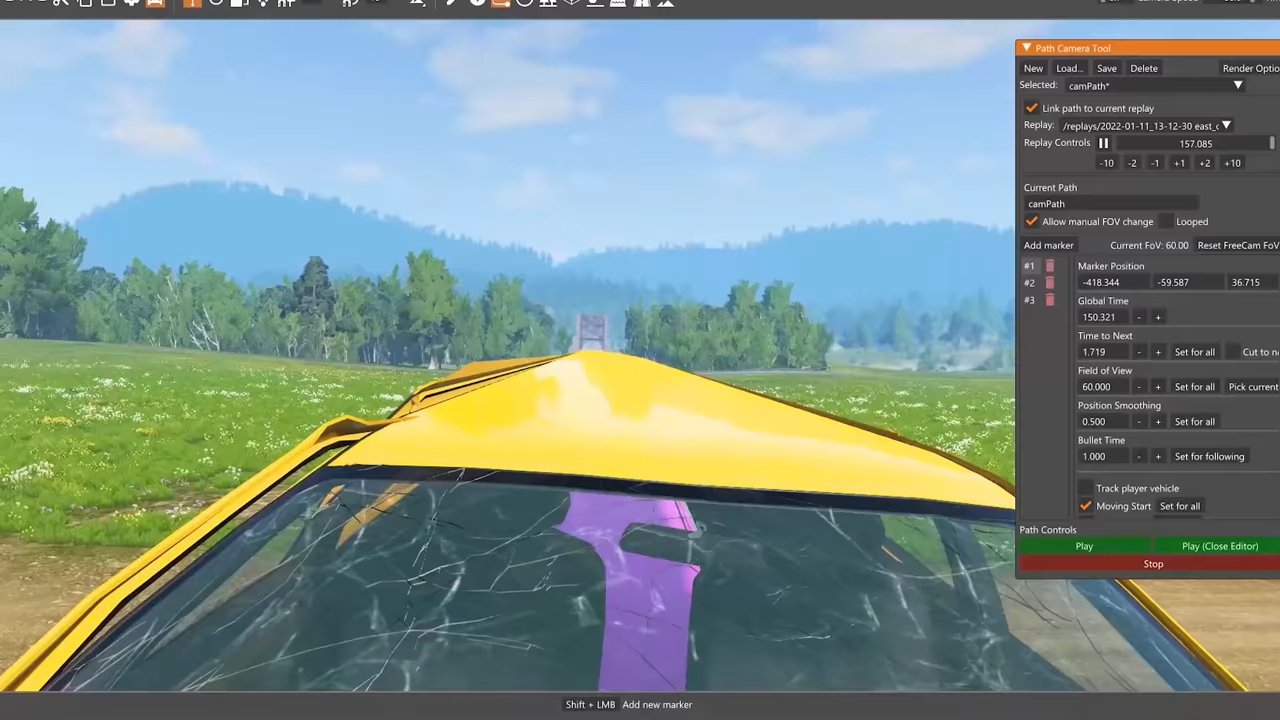 Path Camera Tool
New Load... Save Delete Render Optio
Selected: camPath*
Link path to current replay
Replay: /replays/2022-01-11_13-12-30 east_c
Replay Controls 157.085
-10 -2 -1 +1 +2 +10
Current Path
camPath
Allow manual FOV change Looped
Add marker Current FoV: 60.00 Reset FreeCam FoV
#1
#2
#3
Marker Position
-418.344 -59.587 36.715
Global Time
150.321 - +
Time to Next
1.719 - + Set for all Cut to n
Field of View
60.000 - + Set for all Pick current
Position Smoothing
0.500 - + Set for all
Bullet Time
1.000 - + Set for following
Track player vehicle
Moving Start Set for all
Path Controls
Play Play (Close Editor)
Stop
Shift + LMB Add new marker